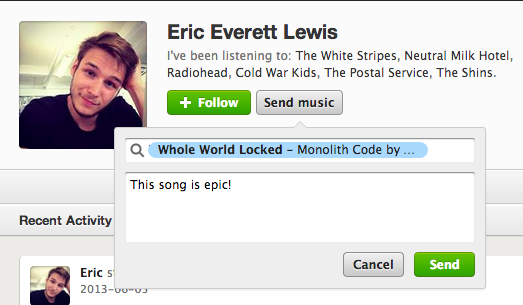 Eric Everett Lewis
I've been listening to: The White Stripes, Neutral Milk Hotel,
Radiohead, Cold War Kids, The Postal Service, The Shins.
+ Follow
Send music
Whole World Locked – Monolith Code by ...
This song is epic!
Cancel
Send
Recent Activity
Eric
2013-06-05